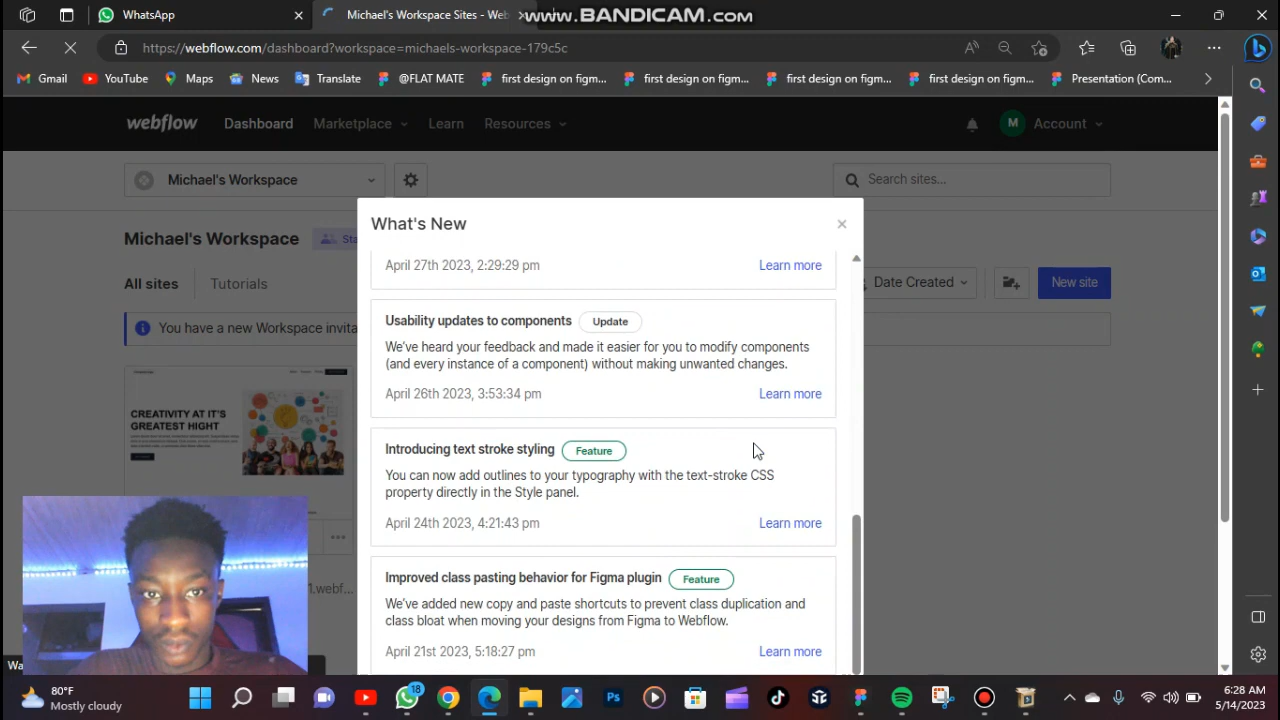 WhatsApp
Michael's Workspace Sites - Web
www.BANDICAM.com
https://webflow.com/dashboard?workspace=michaels-workspace-179c5c
Gmail YouTube Maps News Translate @FLAT MATE first design on figm... first design on figm... first design on figm... first design on figm... Presentation (Com...
webflow Dashboard Marketplace Learn Resources M Account
Michael's Workspace Search sites...
What's New
Michael's Workspace Sta
April 27th 2023, 2:29:29 pm Learn more
All sites Tutorials Date Created New site
You have a new Workspace invita
Usability updates to components Update
We've heard your feedback and made it easier for you to modify components
(and every instance of a component) without making unwanted changes.
April 26th 2023, 3:53:34 pm Learn more
CREATIVITY AT IT'S
GREATEST HIGHT
Introducing text stroke styling Feature
You can now add outlines to your typography with the text-stroke CSS
property directly in the Style panel.
April 24th 2023, 4:21:43 pm Learn more
Improved class pasting behavior for Figma plugin Feature
1.webf...
We've added new copy and paste shortcuts to prevent class duplication and
class bloat when moving your designs from Figma to Webflow.
April 21st 2023, 5:18:27 pm Learn more
Wa
80°F
Mostly cloudy
18
Ps
6:28 AM
5/14/2023